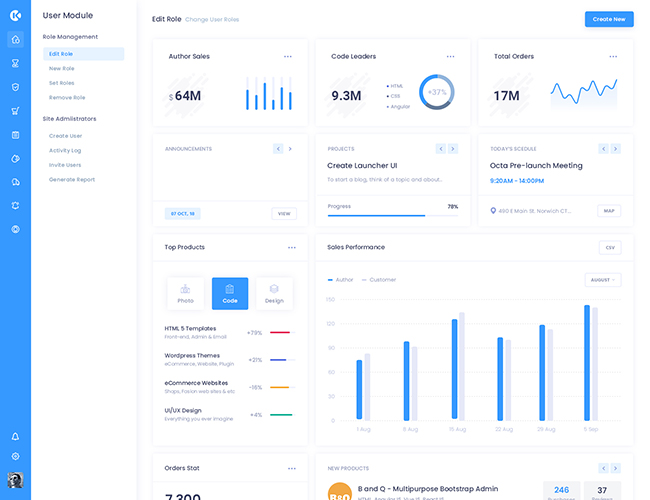 User Module
Role Management
Edit Role
New Role
Sell Roles
Remove Role
Site Admistrators
Create User
Activity Log
Invite Users
Generate Report
Edit Role
Change User Roles
Create New
Author Sales
$ 64M
Code Leaders
9.3M
HTML
CSS
Angular
+37%
Total Orders
17M
ANNOUNCEMENTS
07 OCT, 19
VIEW
PROJECTS
Create Launcher UI
To start a blog, think of a topic and about...
Progress
78%
TODAY'S SCEDULE
Octa Pre-launch Meeting
9:20AM - 14:00PM
490 E Main St. Norwich CT...
MAP
Top Products
Photo
Code
Design
HTML 5 Templates
Front-end, Admin & Email
+79%
Wordpress Themes
eCommerce, Website, Plugin
+21%
eCommerce Websites
Shops, Fasion web sites & etc
-16%
UI/UX Design
Everything you ever imagine
+4%
Sales Performance
CSV
Author
Customer
AUGUST
150
120
90
60
30
0
1 Aug
8 Aug
15 Aug
22 Aug
29 Aug
5 Sep
Orders Stat
7,300
NEW PRODUCTS
B&Q
B and Q - Multipurpose Bootstrap Admin
246
37